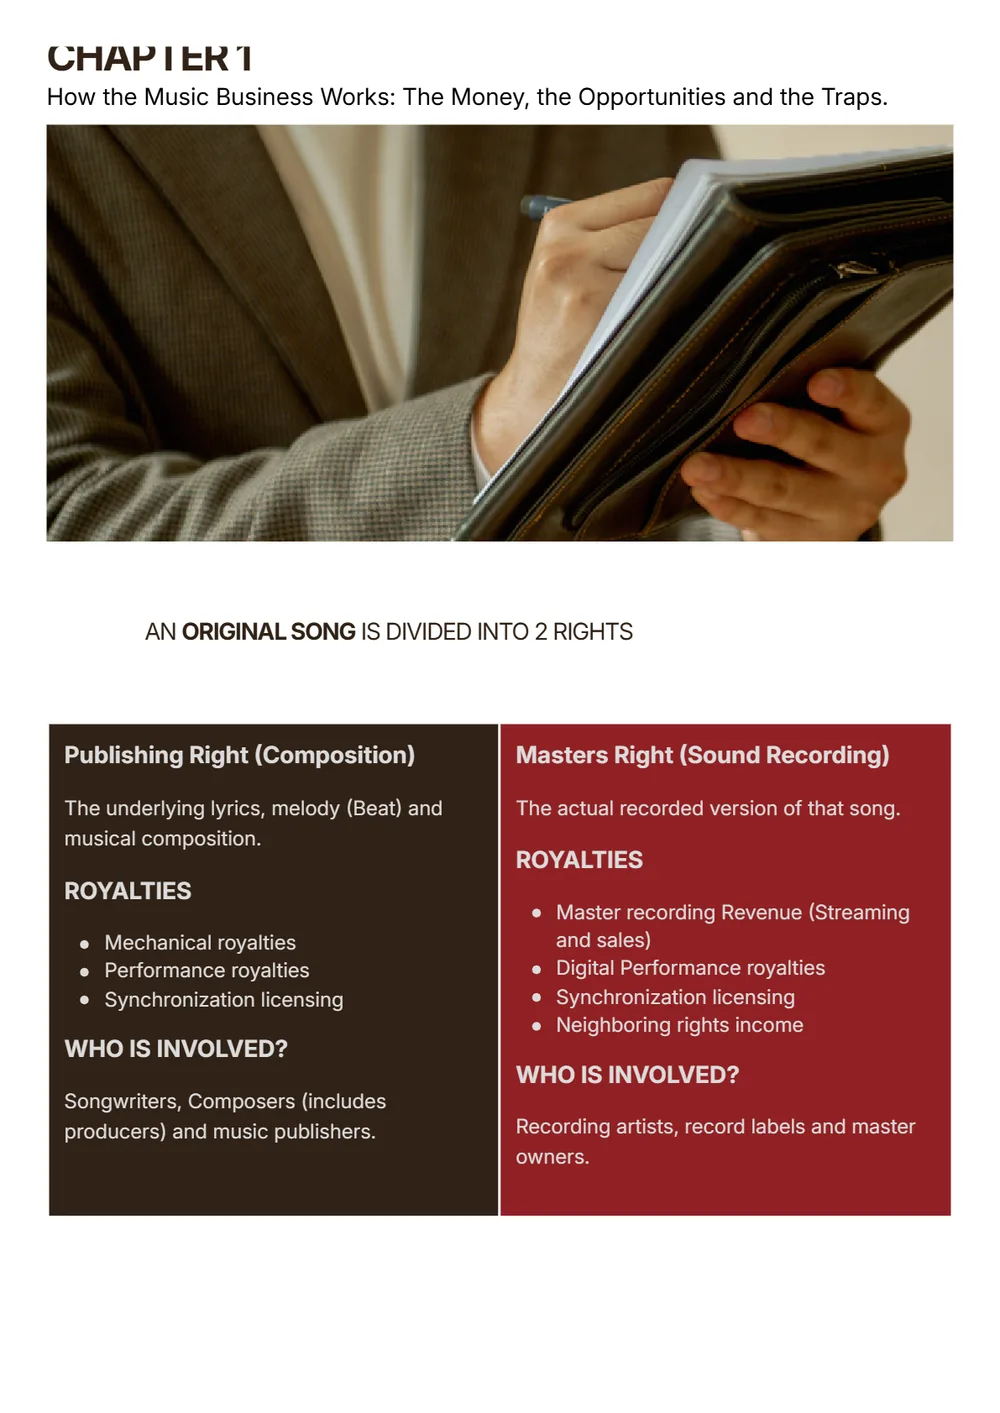 CHAPTER 1
How the Music Business Works: The Money, the Opportunities and the Traps.
AN ORIGINAL SONG IS DIVIDED INTO 2 RIGHTS
Publishing Right (Composition)
The underlying lyrics, melody (Beat) and
musical composition.
ROYALTIES
• Mechanical royalties
• Performance royalties
• Synchronization licensing
WHO IS INVOLVED?
Songwriters, Composers (includes
producers) and music publishers.
Masters Right (Sound Recording)
The actual recorded version of that song.
ROYALTIES
• Master recording Revenue (Streaming
and sales)
• Digital Performance royalties
• Synchronization licensing
• Neighboring rights income
WHO IS INVOLVED?
Recording artists, record labels and master
owners.